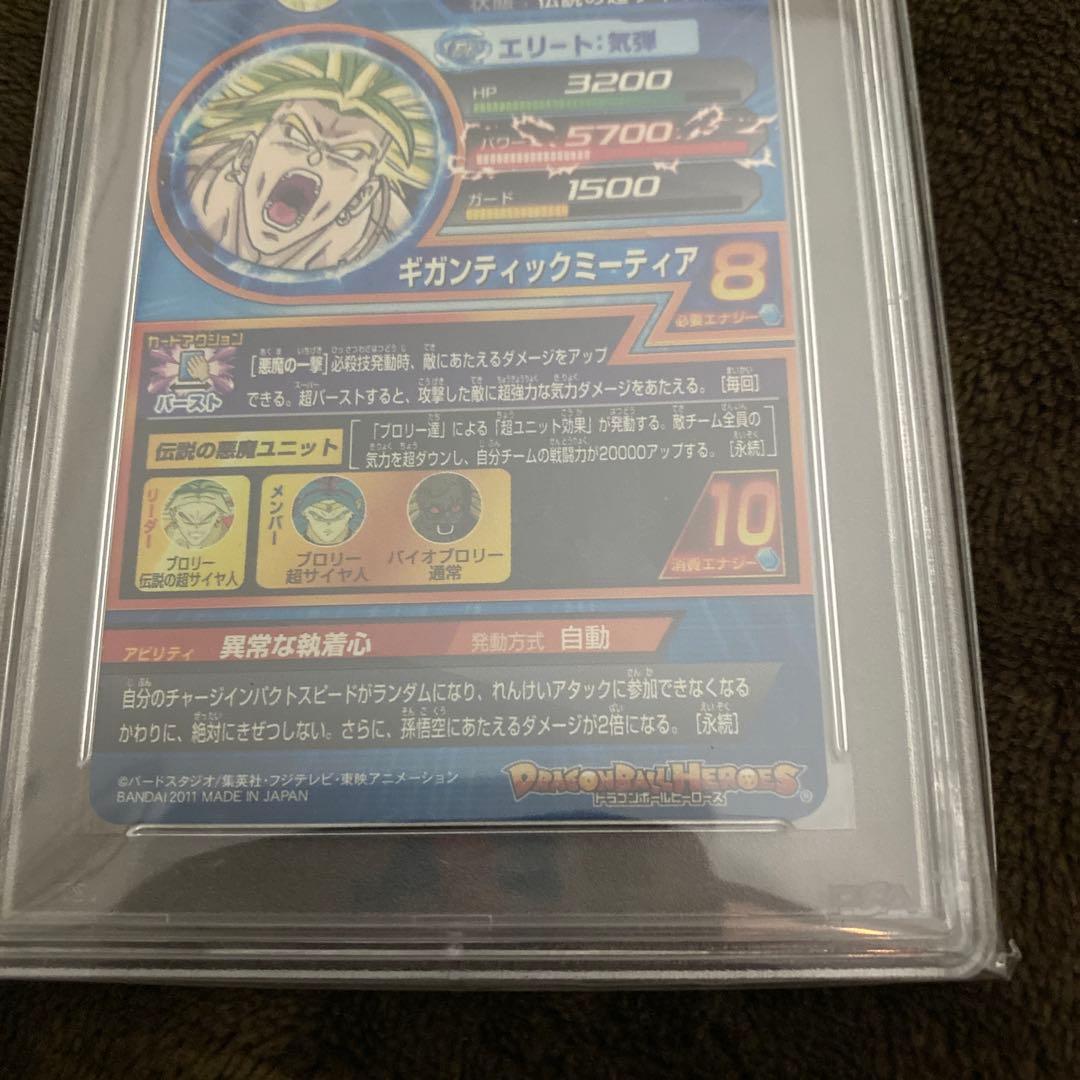 状態：伝説の超サイヤ人
エリート：気弾
HP 3200
パワー 5700
ガード 1500
ギガンティックミーティア 8
必要エナジー
カードアクション
バースト
[悪魔の一撃]必殺技発動時、敵にあたえるダメージをアップ
できる。超バーストすると、攻撃した敵に超強力な気力ダメージをあたえる。[毎回]
伝説の悪魔ユニット
「ブロリー達」による「超ユニット効果」が発動する。敵チーム全員の
気力を超ダウンし、自分チームの戦闘力が20000アップする。[永続]
リーダー
ブロリー
伝説の超サイヤ人
メンバー
ブロリー
超サイヤ人
バイオブロリー
通常
10
消費エナジー
アビリティ 異常な執着心 発動方式 自動
自分のチャージインパクトスピードがランダムになり、れんけいアタックに参加できなくなる
かわりに、絶対にきぜつしない。さらに、孫悟空にあたえるダメージが2倍になる。[永続]
©バードスタジオ/集英社・フジテレビ・東映アニメーション
BANDAI 2011 MADE IN JAPAN
DRAGONBALL HEROES
ドラゴンボールヒーローズ
PSA